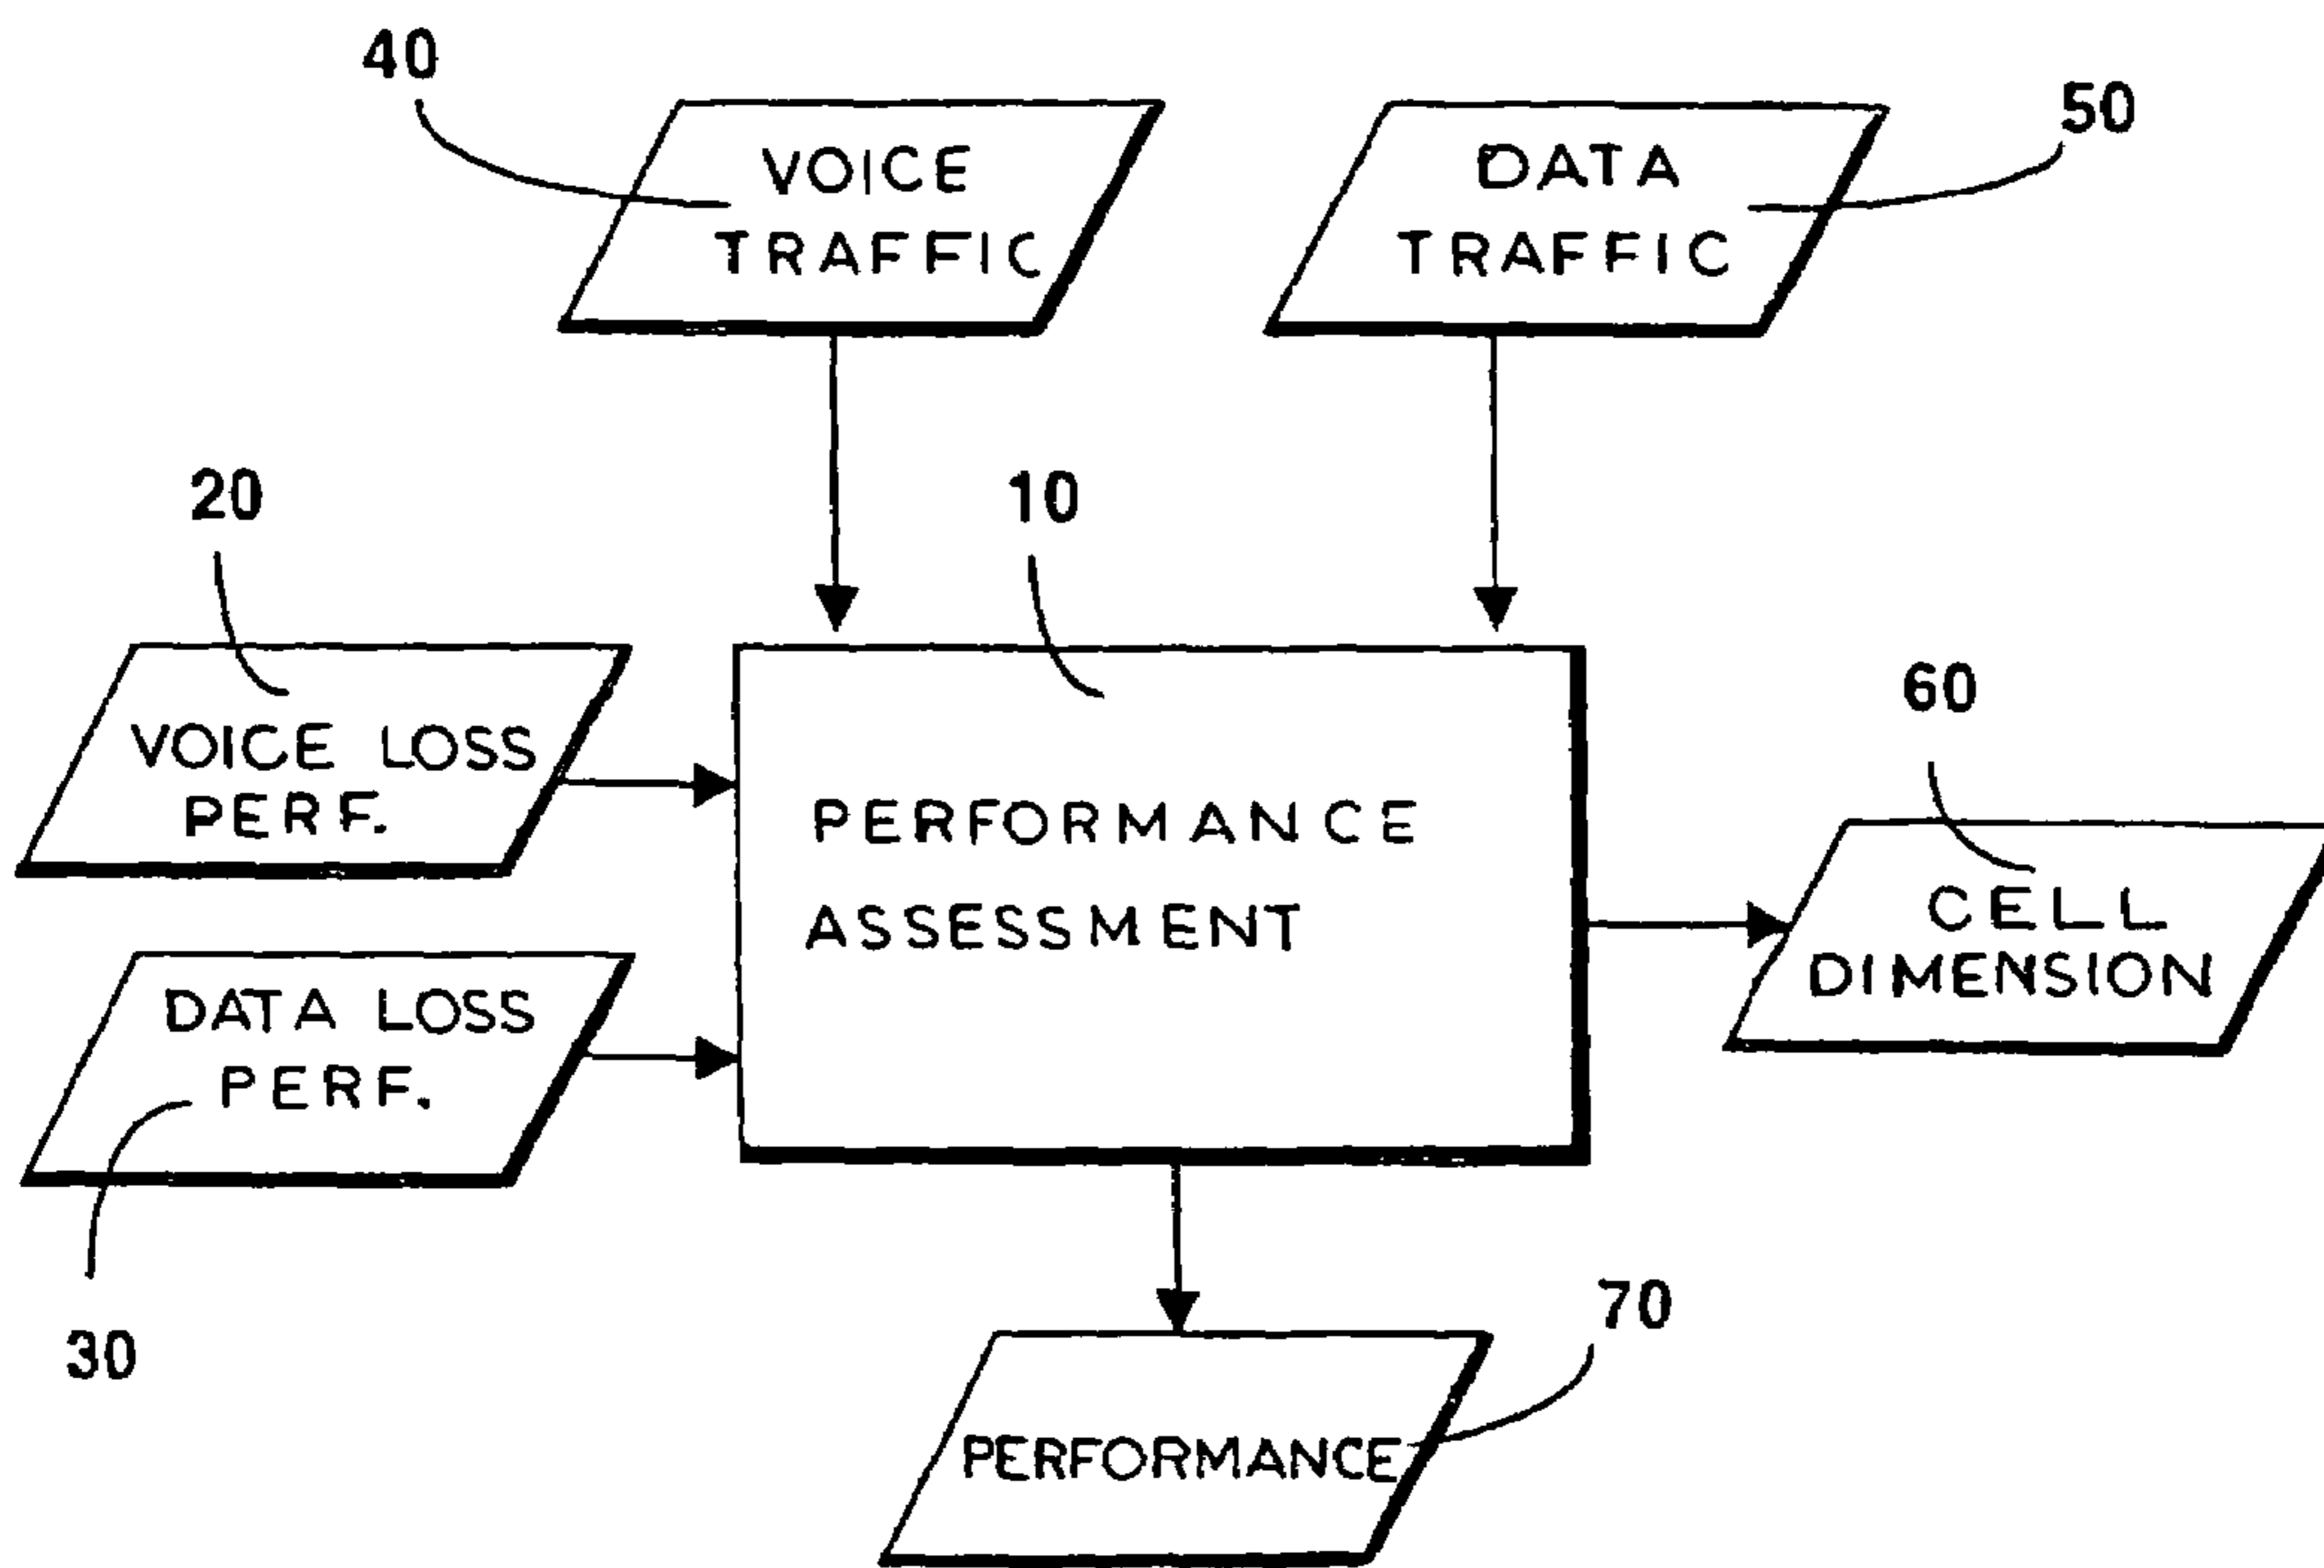 40
50
VOICE
TRAFFIC
DATA
TRAFFIC
20
10
60
VOICE LOSS
PERF.
PERFORMANCE
ASSESSMENT
CELL
DIMENSION
DATA LOSS
PERF.
30
70
PERFORMANCE